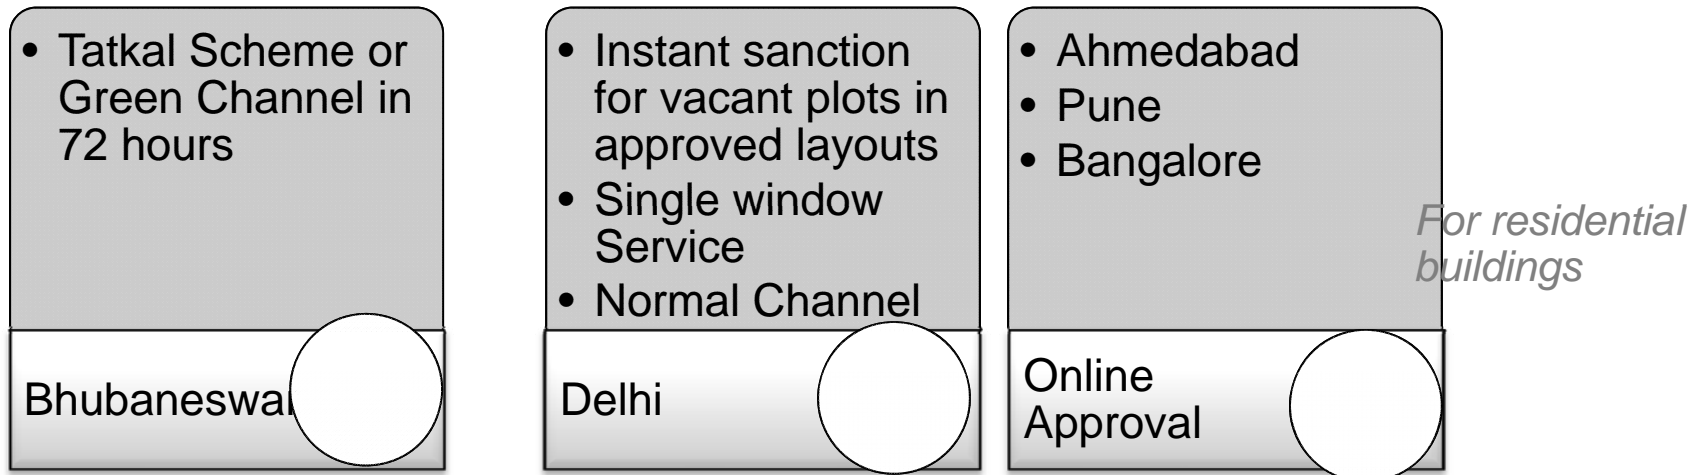 • Tatkal Scheme or
Green Channel in
72 hours
Bhubaneswar
• Instant sanction
for vacant plots in
approved layouts
• Single window
Service
• Normal Channel
Delhi
• Ahmedabad
• Pune
• Bangalore
Online
Approval
For residential
buildings